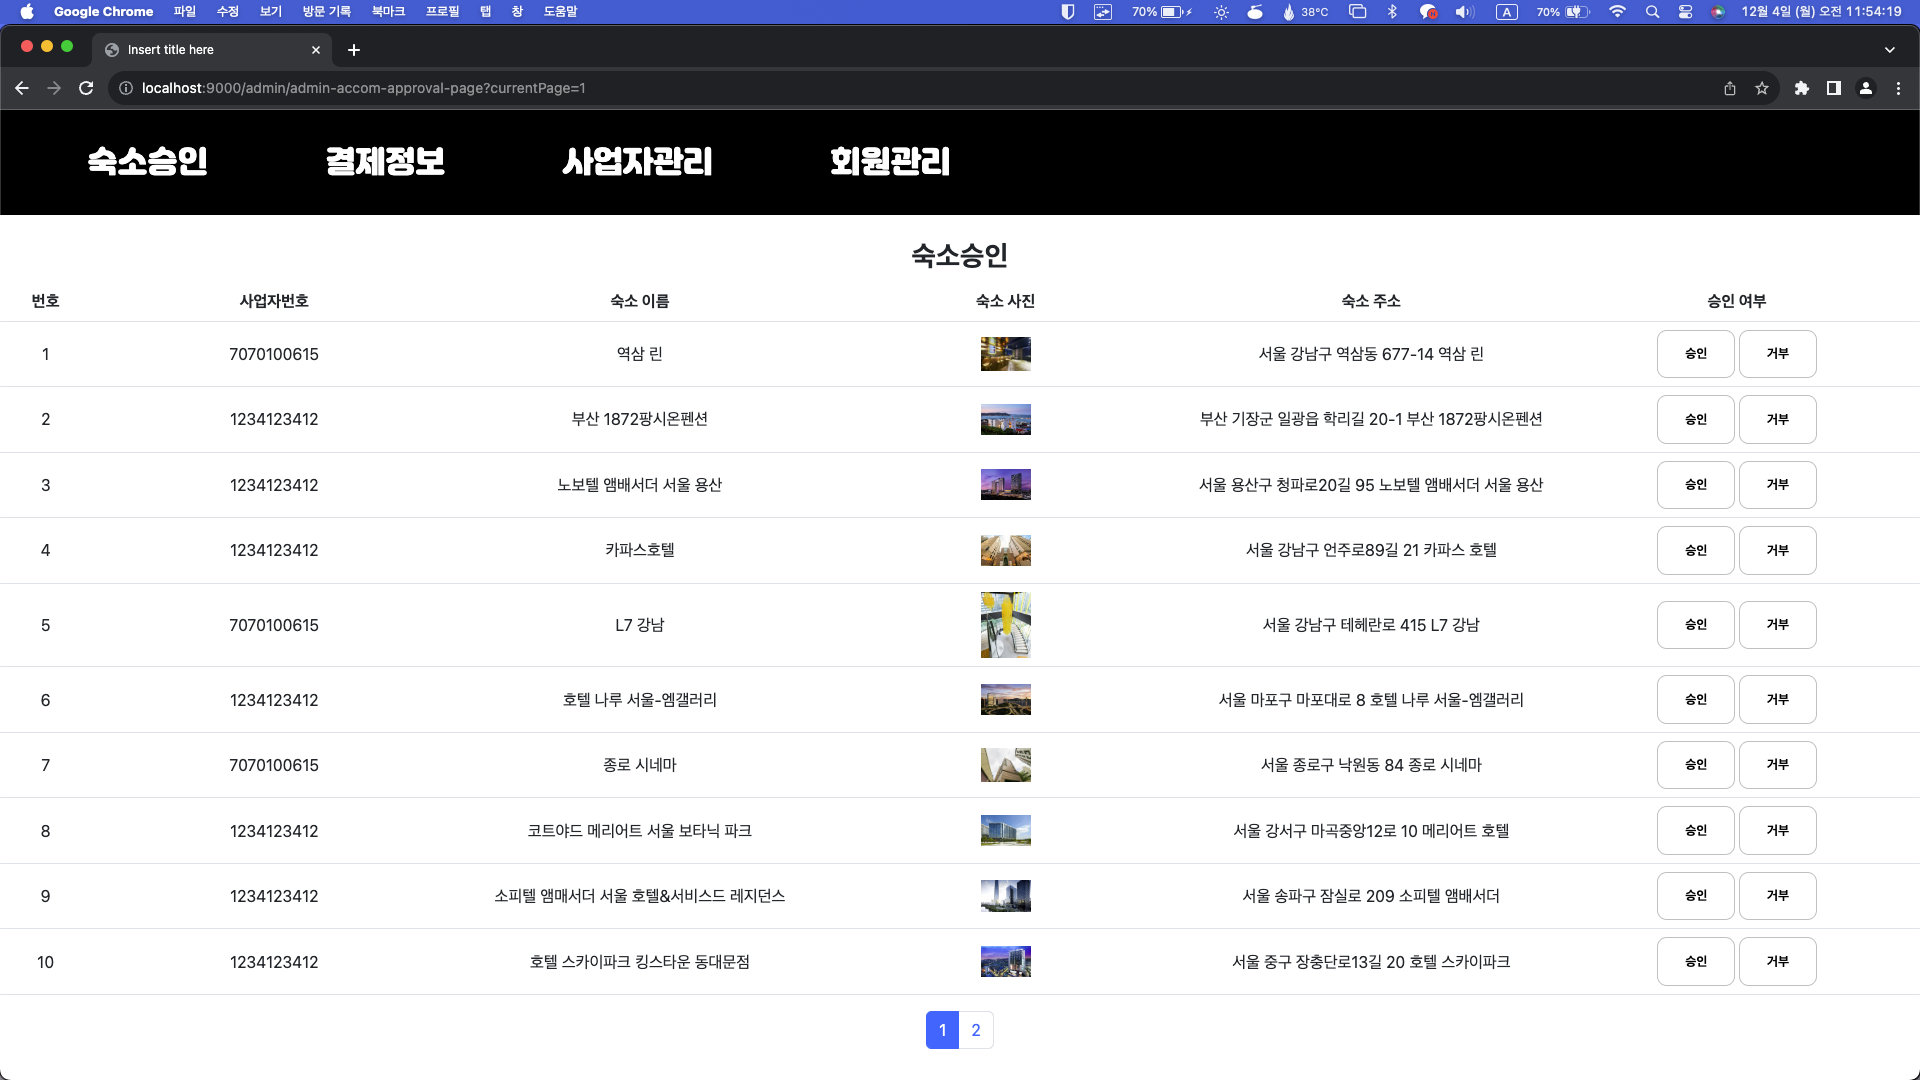 Google Chrome 파일 수정 보기 방문 기록 북마크 프로필 탭 창 도움말 70% 38°C A 70% 12월 4일 (월) 오전 11:54:19
Insert title here
localhost:9000/admin/admin-accom-approval-page?currentPage=1
숙소승인 결제정보 사업자관리 회원관리
숙소승인
번호 사업자번호 숙소 이름 숙소 사진 숙소 주소 승인 여부
1 7070100615 역삼 린 서울 강남구 역삼동 677-14 역삼 린 승인 거부
2 1234123412 부산 1872팡시온펜션 부산 기장군 일광읍 학리길 20-1 부산 1872팡시온펜션 승인 거부
3 1234123412 노보텔 앰배서더 서울 용산 서울 용산구 청파로20길 95 노보텔 앰배서더 서울 용산 승인 거부
4 1234123412 카파스호텔 서울 강남구 언주로89길 21 카파스 호텔 승인 거부
5 7070100615 L7 강남 서울 강남구 테헤란로 415 L7 강남 승인 거부
6 1234123412 호텔 나루 서울-엠갤러리 서울 마포구 마포대로 8 호텔 나루 서울-엠갤러리 승인 거부
7 7070100615 종로 시네마 서울 종로구 낙원동 84 종로 시네마 승인 거부
8 1234123412 코트야드 메리어트 서울 보타닉 파크 서울 강서구 마곡중앙12로 10 메리어트 호텔 승인 거부
9 1234123412 소피텔 앰배서더 서울 호텔&서비스드 레지던스 서울 송파구 잠실로 209 소피텔 앰배서더 승인 거부
10 1234123412 호텔 스카이파크 킹스타운 동대문점 서울 중구 장충단로13길 20 호텔 스카이파크 승인 거부
1 2